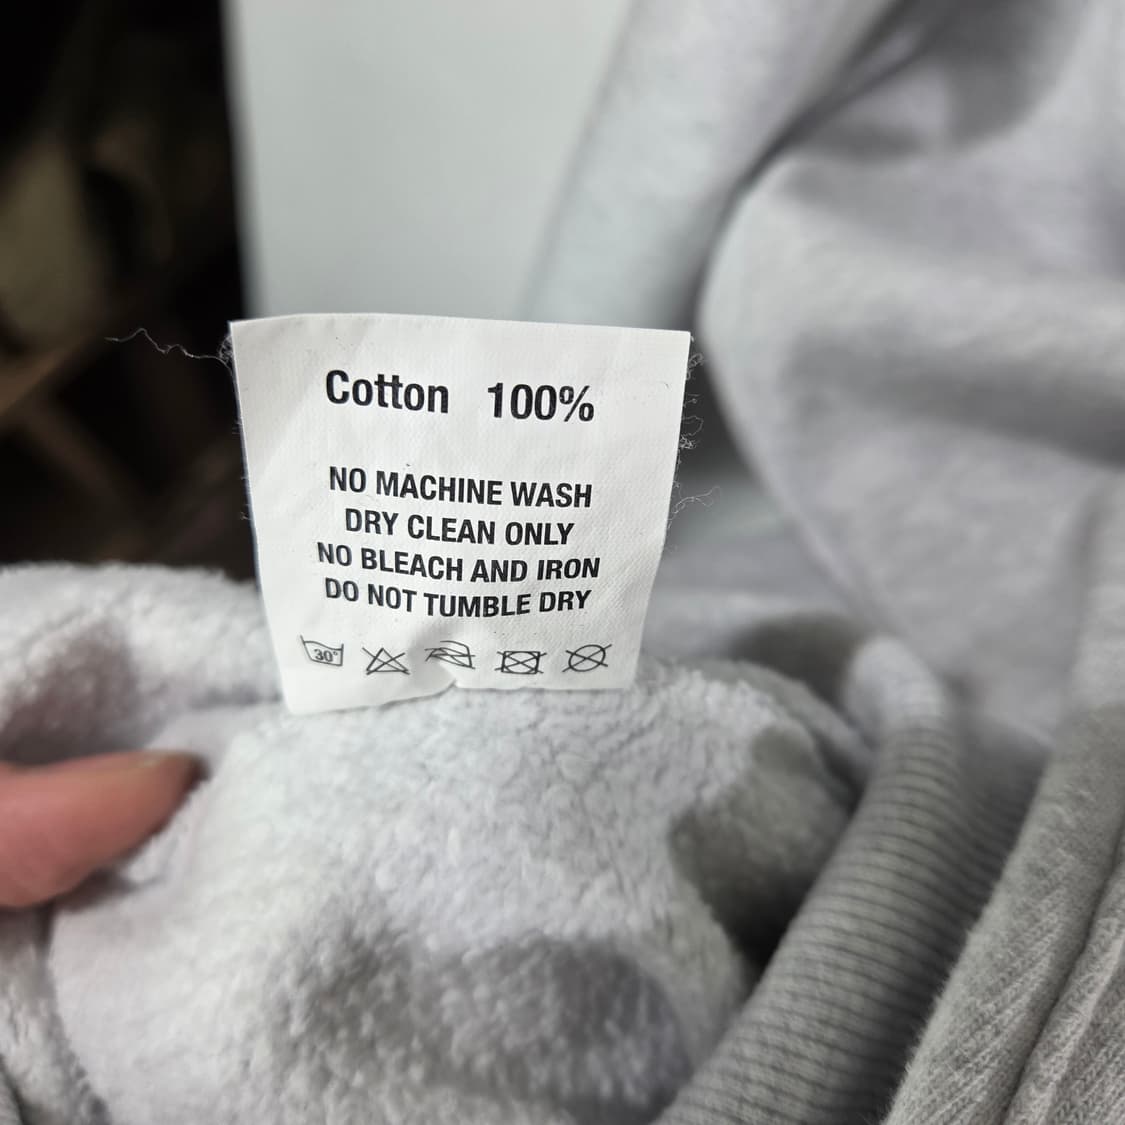 Cotton 100%
NO MACHINE WASH
DRY CLEAN ONLY
NO BLEACH AND IRON
DO NOT TUMBLE DRY
30°